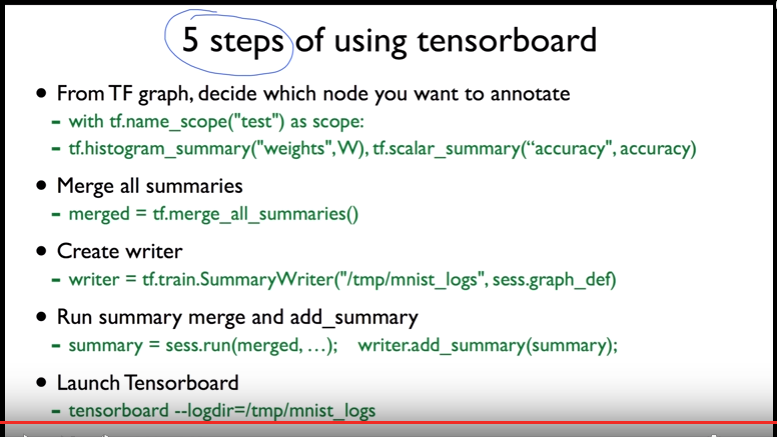 5 steps of using tensorboard
• From TF graph, decide which node you want to annotate
- with tf.name_scope("test") as scope:
- tf.histogram_summary("weights", W), tf.scalar_summary(“accuracy", accuracy)
• Merge all summaries
- merged = tf.merge_all_summaries()
• Create writer
- writer = tf.train.SummaryWriter("/tmp/mnist_logs", sess.graph_def)
• Run summary merge and add_summary
- summary = sess.run(merged, …); writer.add_summary(summary);
• Launch Tensorboard
- tensorboard --logdir=/tmp/mnist_logs